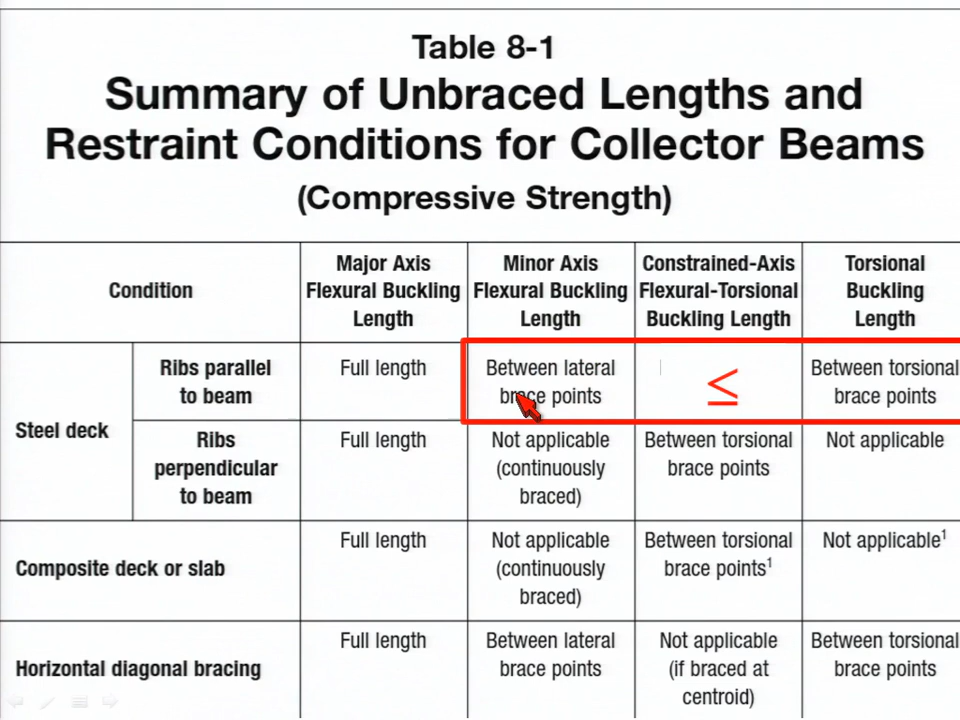 Table 8-1
Summary of Unbraced Lengths and
Restraint Conditions for Collector Beams
(Compressive Strength)
Condition
Major Axis
Flexural Buckling
Length
Minor Axis
Flexural Buckling
Length
Constrained-Axis
Flexural-Torsional
Buckling Length
Torsional
Buckling
Length
Steel deck
Ribs parallel
to beam
Full length
Between lateral
brace points
≤
Between torsional
brace points
Ribs
perpendicular
to beam
Full length
Not applicable
(continuously
braced)
Between torsional
brace points
Not applicable
Composite deck or slab
Full length
Not applicable
(continuously
braced)
Between torsional
brace points¹
Not applicable¹
Horizontal diagonal bracing
Full length
Between lateral
brace points
Not applicable
(if braced at
centroid)
Between torsional
brace points